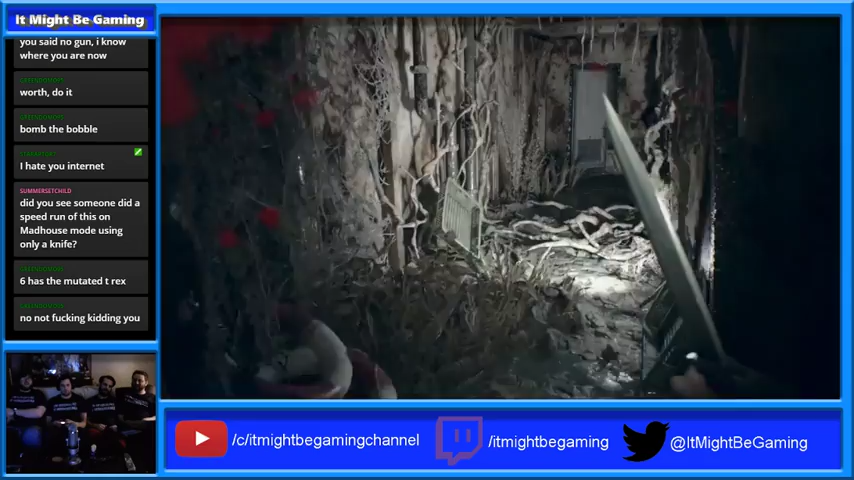 It Might Be Gaming
you said no gun, i know
where you are now
worth, do it
bomb the bobble
I hate you internet
SUMMERSETCHILD
did you see someone did a
speed run of this on
Madhouse mode using
only a knife?
6 has the mutated t rex
no not fucking kidding you
/c/itmightbegamingchannel
/itmightbegaming
@ItMightBeGaming